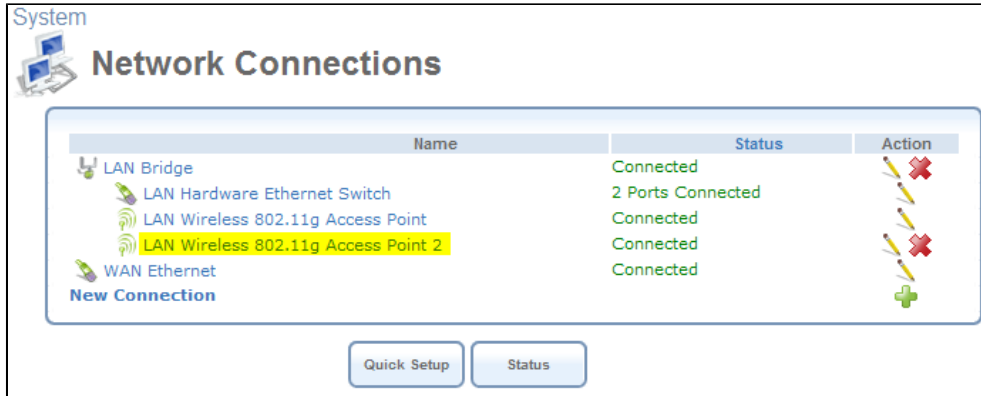 System
Network Connections
Name Status Action
LAN Bridge Connected
LAN Hardware Ethernet Switch 2 Ports Connected
LAN Wireless 802.11g Access Point Connected
LAN Wireless 802.11g Access Point 2 Connected
WAN Ethernet Connected
New Connection
Quick Setup Status